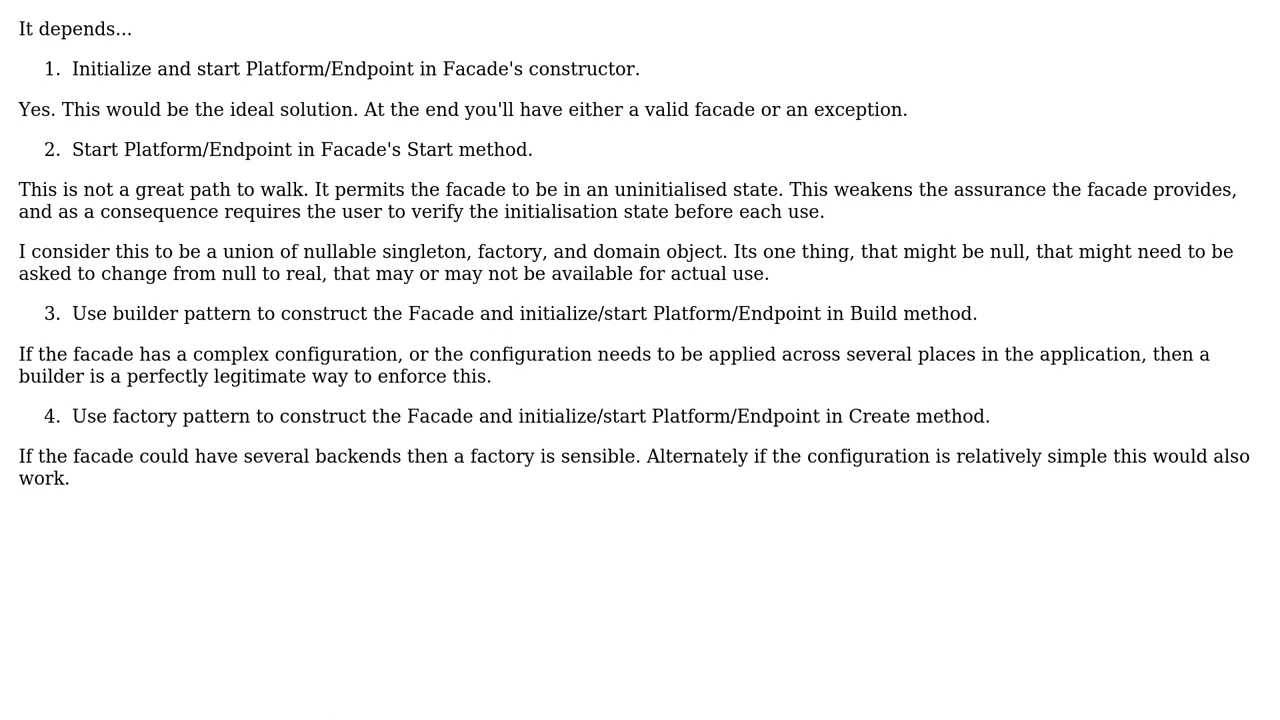 It depends...
1. Initialize and start Platform/Endpoint in Facade's constructor.
Yes. This would be the ideal solution. At the end you'll have either a valid facade or an exception.
2. Start Platform/Endpoint in Facade's Start method.
This is not a great path to walk. It permits the facade to be in an uninitialised state. This weakens the assurance the facade provides,
and as a consequence requires the user to verify the initialisation state before each use.
I consider this to be a union of nullable singleton, factory, and domain object. Its one thing, that might be null, that might need to be
asked to change from null to real, that may or may not be available for actual use.
3. Use builder pattern to construct the Facade and initialize/start Platform/Endpoint in Build method.
If the facade has a complex configuration, or the configuration needs to be applied across several places in the application, then a
builder is a perfectly legitimate way to enforce this.
4. Use factory pattern to construct the Facade and initialize/start Platform/Endpoint in Create method.
If the facade could have several backends then a factory is sensible. Alternately if the configuration is relatively simple this would also
work.